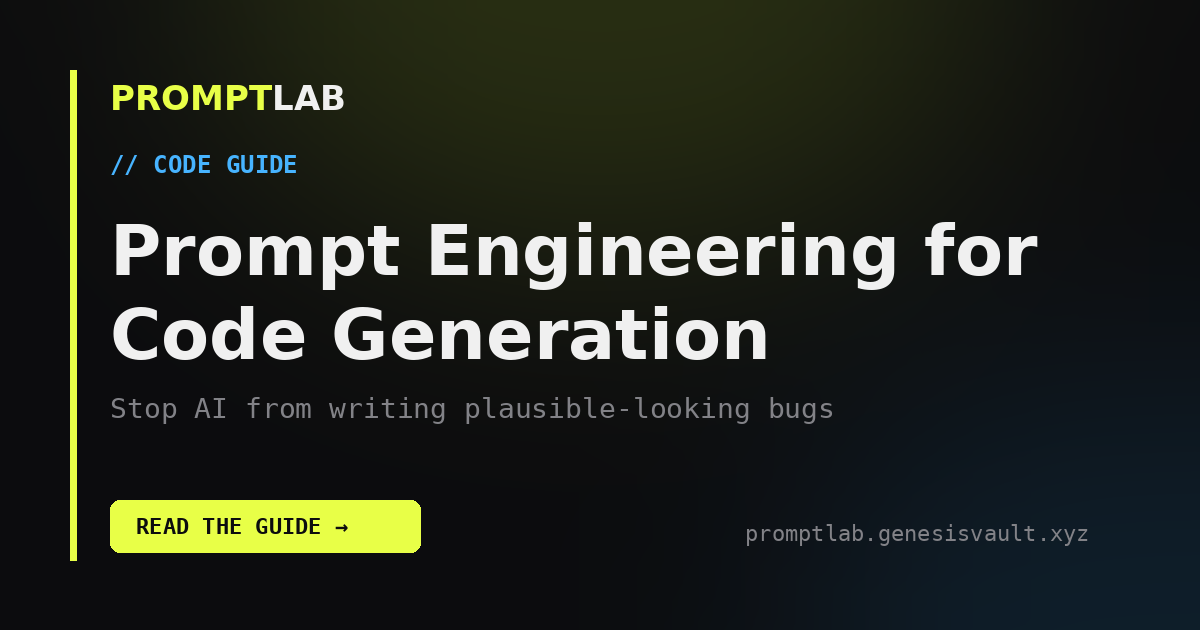 PROMPTLAB
// CODE GUIDE
Prompt Engineering for
Code Generation
Stop AI from writing plausible-looking bugs
READ THE GUIDE →
promptlab.genesisvault.xyz